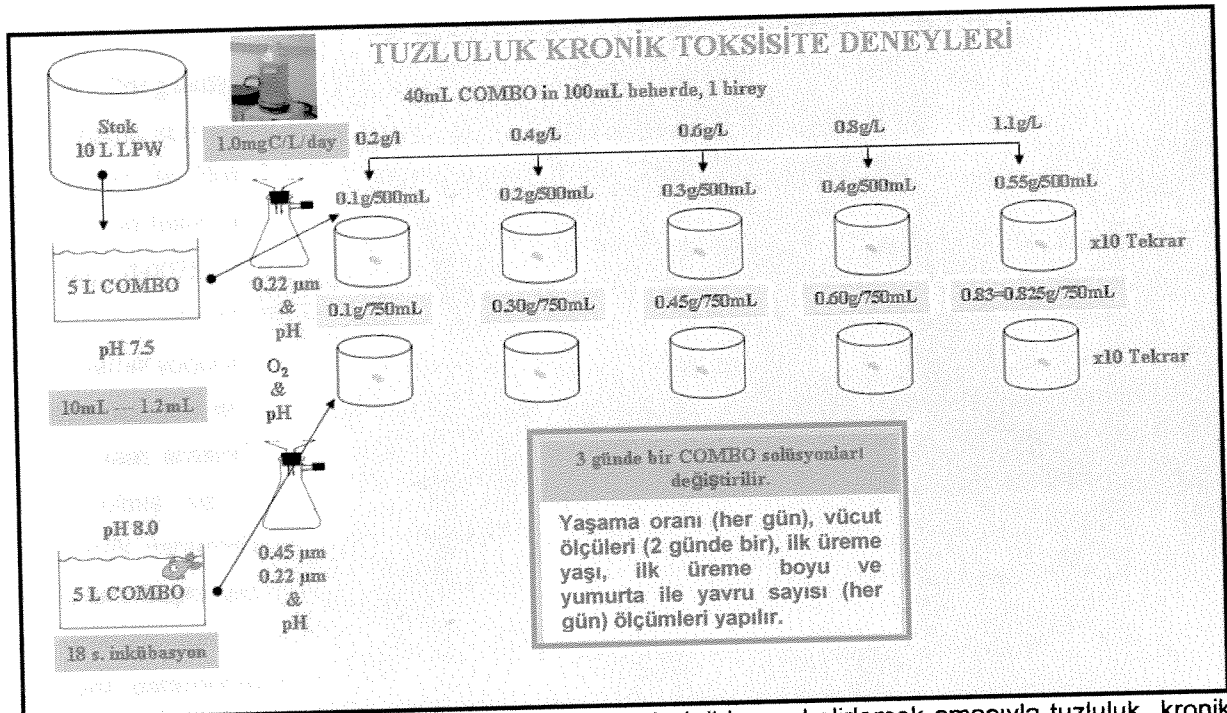 TUZLULUK KRONİK TOKSİSİTE DENEYLERİ
40mL COMBO in 100mL beherde, 1 birey
Stok
10 L LPW
1.0mgC/L/day
0.2g/l
0.4g/L
0.6g/L
0.8g/L
1.1g/L
0.1g/500mL
0.2g/500mL
0.3g/500mL
0.4g/500mL
0.55g/500mL
x10 Tekrar
5 L COMBO
pH 7.5
0.22 µm
&
pH
0.1g/750mL
0.30g/750mL
0.45g/750mL
0.60g/750mL
0.83=0.825g/750mL
x10 Tekrar
10mL --- 1.2mL
O₂
&
pH
pH 8.0
5 L COMBO
18 s. inkübasyon
0.45 µm
0.22 µm
&
pH
3 günde bir COMBO solüsyonları
değiştirilir.
Yaşama oranı (her gün), vücut
ölçüleri (2 günde bir), ilk üreme
yaşı, ilk üreme boyu ve
yumurta ile yavru sayısı (her
gün) ölçümleri yapılır.
belirlemek amacıyla tuzluluk kronik